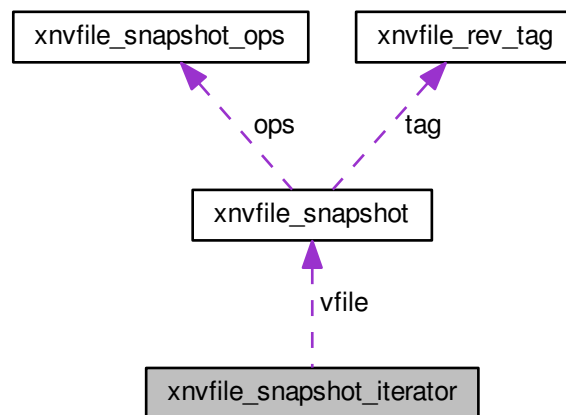 xnvfile_snapshot_ops
xnvfile_rev_tag
ops
tag
xnvfile_snapshot
vfile
xnvfile_snapshot_iterator